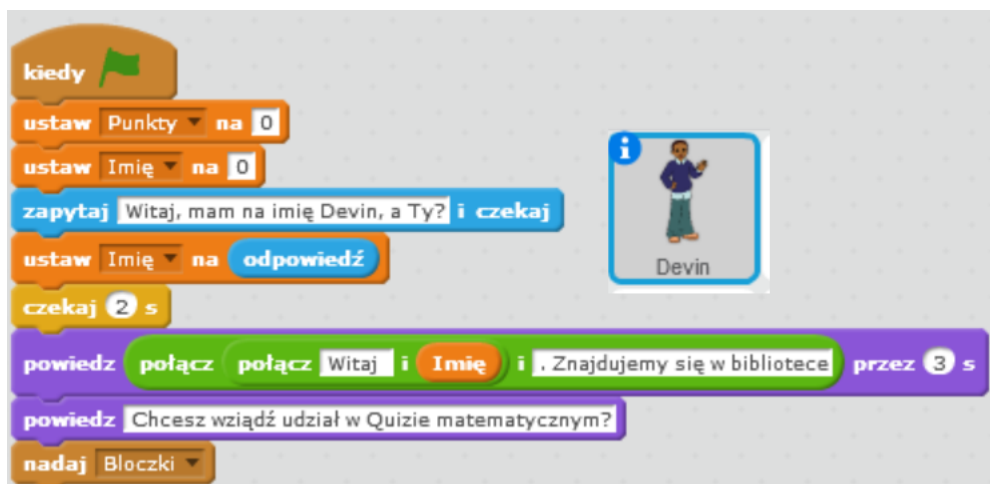 kiedy
ustaw Punkty na 0
ustaw Imię na 0
zapytaj Witaj, mam na imię Devin, a Ty? i czekaj
ustaw Imię na odpowiedź
czekaj 2 s
powiedz połącz połącz Witaj i Imię i . Znajdujemy się w bibliotece przez 3 s
powiedz Chcesz wziądź udział w Quizie matematycznym?
nadaj Bloczki
i
Devin